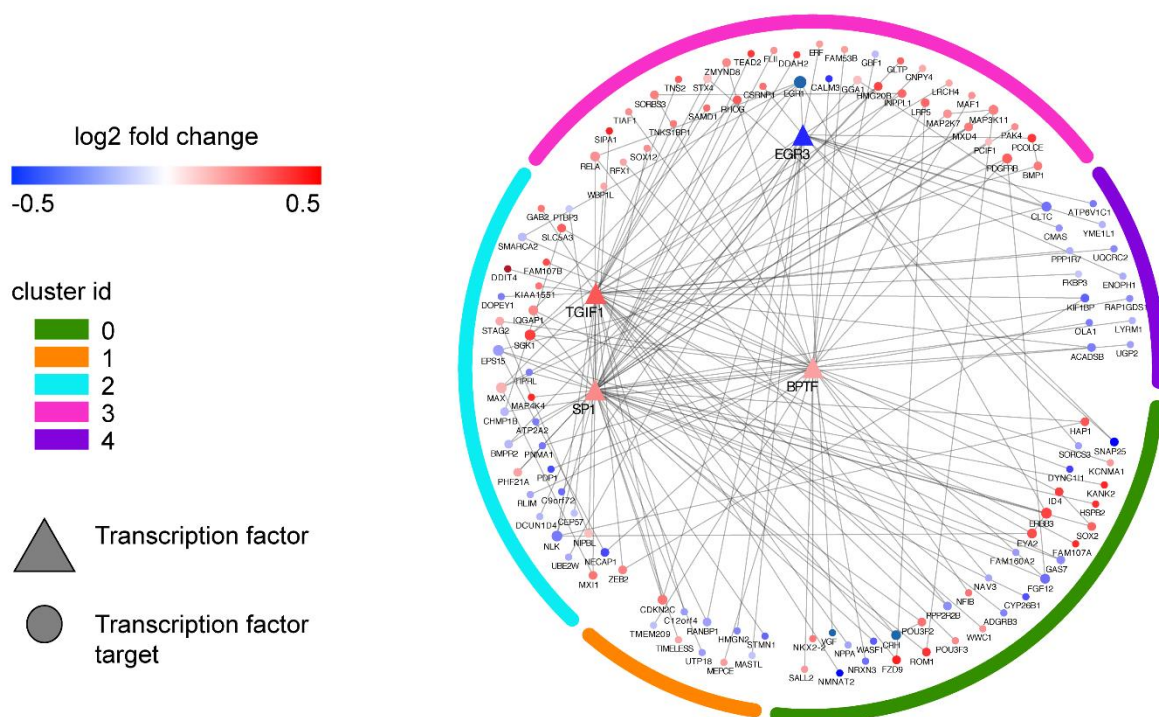 log2 fold change
-0.5
0.5
cluster id
0
1
2
3
4
Transcription factor
Transcription factor
target
ERF
FAM53B
FLII
TEAD2
DDAH2
GBF1
GLTP
ZMYND8
EGR1
CALM3
CNPY4
TNS2
STX4
CSRNP1
GGA1
HMG20B
LRCH4
SORBS3
RHOG
INPPL1
MAF1
SAMD1
LRP5
TIAF1
MAP2K7
MAP3K11
TNKS1BP1
MXD4
PAK4
SIPA1
SOX12
EGR3
PCIF1
PCOLCE
RELA
RFX1
PDGFRB
BMP1
WBP1L
GAB2
PTBP3
CLTC
ATP6V1C1
SLC5A3
CMAS
YME1L1
SMARCA2
PPP1R7
UQCRC2
DDIT4
FAM107B
FKBP3
ENOPH1
KIAA1551
TGIF1
DOPEY1
KIF1BP
RAP1GDS1
IQGAP1
STAG2
OLA1
LYRM1
SGK1
ACADSB
UGP2
EPS15
TIPRL
BPTF
MAX
MAP4K4
SP1
CHMP1B
ATP2A2
HAP1
BMPR2
PNMA1
SORCS3
SNAP25
PHF21A
PDP1
DYNC1I1
KCNMA1
RLIM
C9orf72
ID4
KANK2
DCUN1D4
CEP57
ERBB3
HSPB2
NLK
NIPBL
EYA2
SOX2
UBE2W
NECAP1
FAM160A2
FAM107A
MXI1
ZEB2
GAS7
NAV3
FGF12
CDKN2C
NFIB
CYP26B1
C12orf4
PPP2R2B
ADGRB3
TMEM209
RANBP1
POU3F2
WWC1
TIMELESS
HMGN2
STMN1
NKX2-2
VGF
WASF1
CRH
POU3F3
UTP18
MASTL
NPPA
ROM1
MEPCE
SALL2
NRXN3
FZD9
NMNAT2